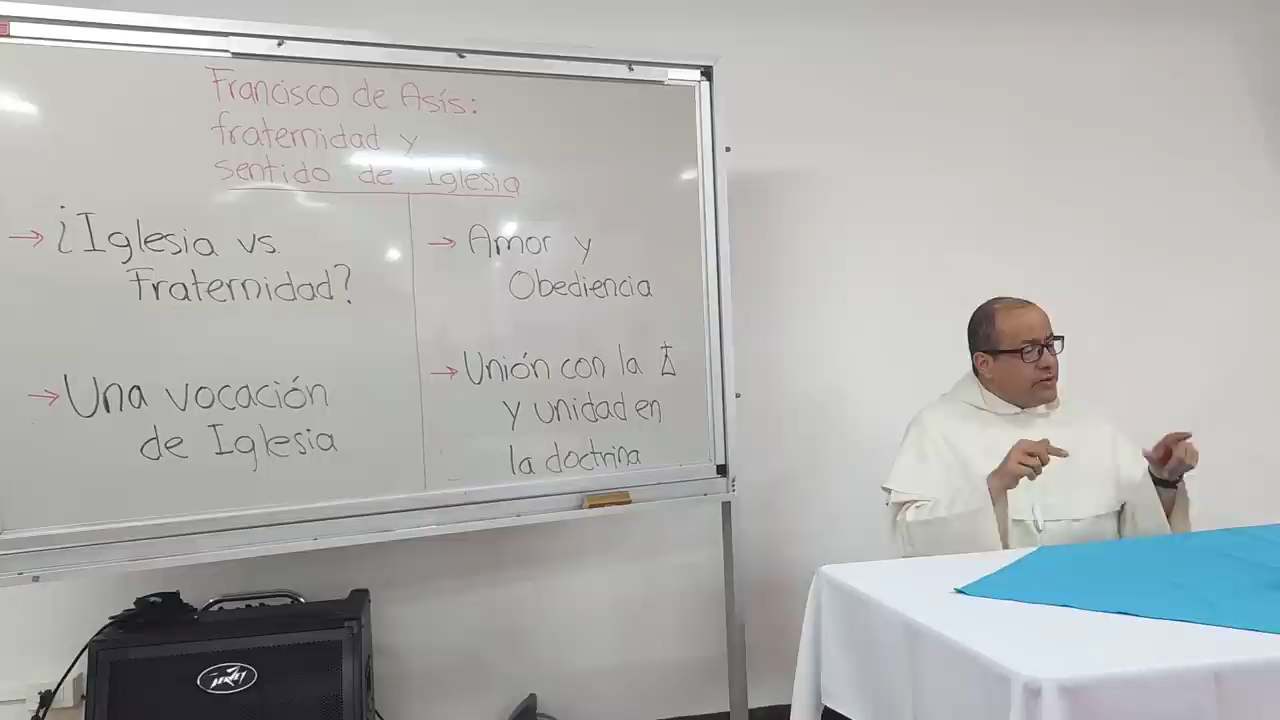 Francisco de Asís:
fraternidad y
sentido de Iglesia
→ ¿Iglesia vs.
Fraternidad?
→ Una vocación
de Iglesia
→ Amor y
Obediencia
→ Unión con la
y unidad en
la doctrina
PEAVEY